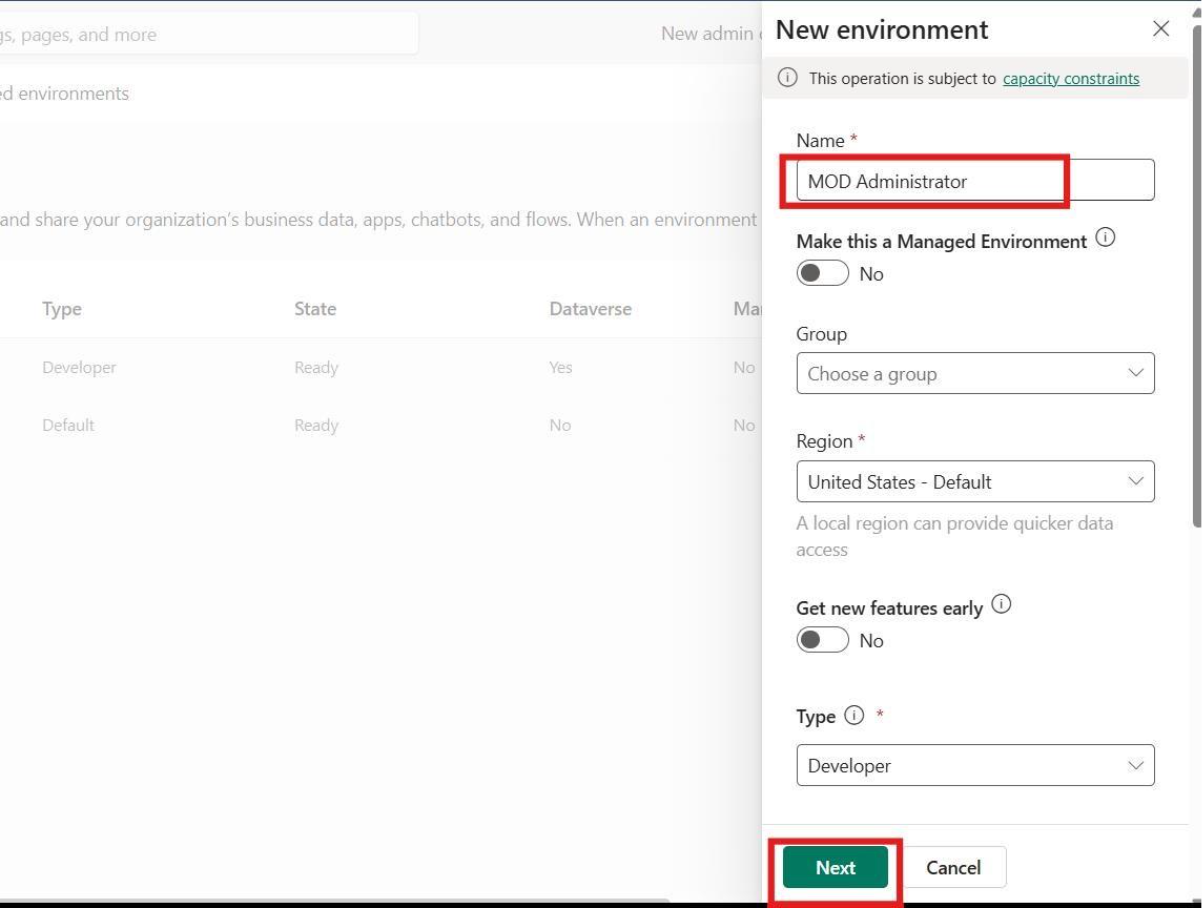 gs, pages, and more
New admin
ed environments
and share your organization's business data, apps, chatbots, and flows. When an environment
Type State Dataverse Ma
Developer Ready Yes No
Default Ready No No
New environment
This operation is subject to capacity constraints
Name *
MOD Administrator
Make this a Managed Environment
No
Group
Choose a group
Region *
United States - Default
A local region can provide quicker data
access
Get new features early
No
Type *
Developer
Next Cancel